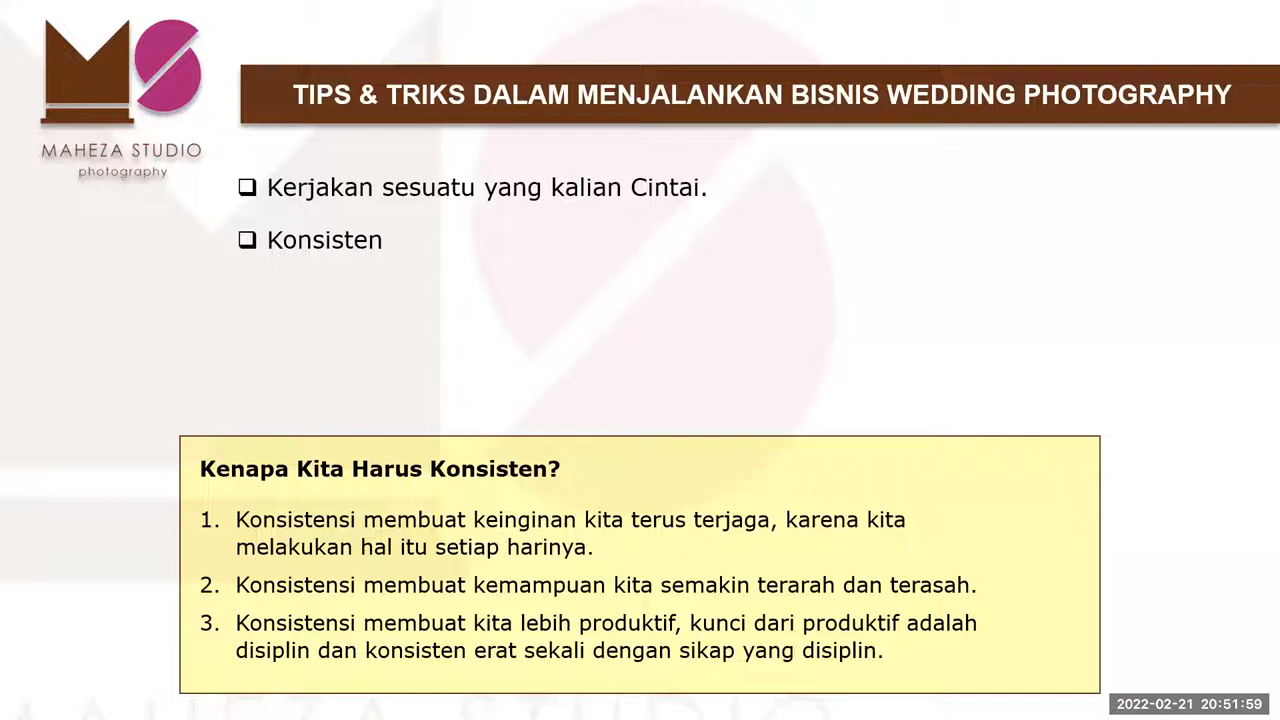 MS
MAHEZA STUDIO
photography
TIPS & TRIKS DALAM MENJALANKAN BISNIS WEDDING PHOTOGRAPHY
❑ Kerjakan sesuatu yang kalian Cintai.
❑ Konsisten
Kenapa Kita Harus Konsisten?
1. Konsistensi membuat keinginan kita terus terjaga, karena kita
melakukan hal itu setiap harinya.
2. Konsistensi membuat kemampuan kita semakin terarah dan terasah.
3. Konsistensi membuat kita lebih produktif, kunci dari produktif adalah
disiplin dan konsisten erat sekali dengan sikap yang disiplin.
MAHEZA STUDIO
2022-02-21 20:51:59